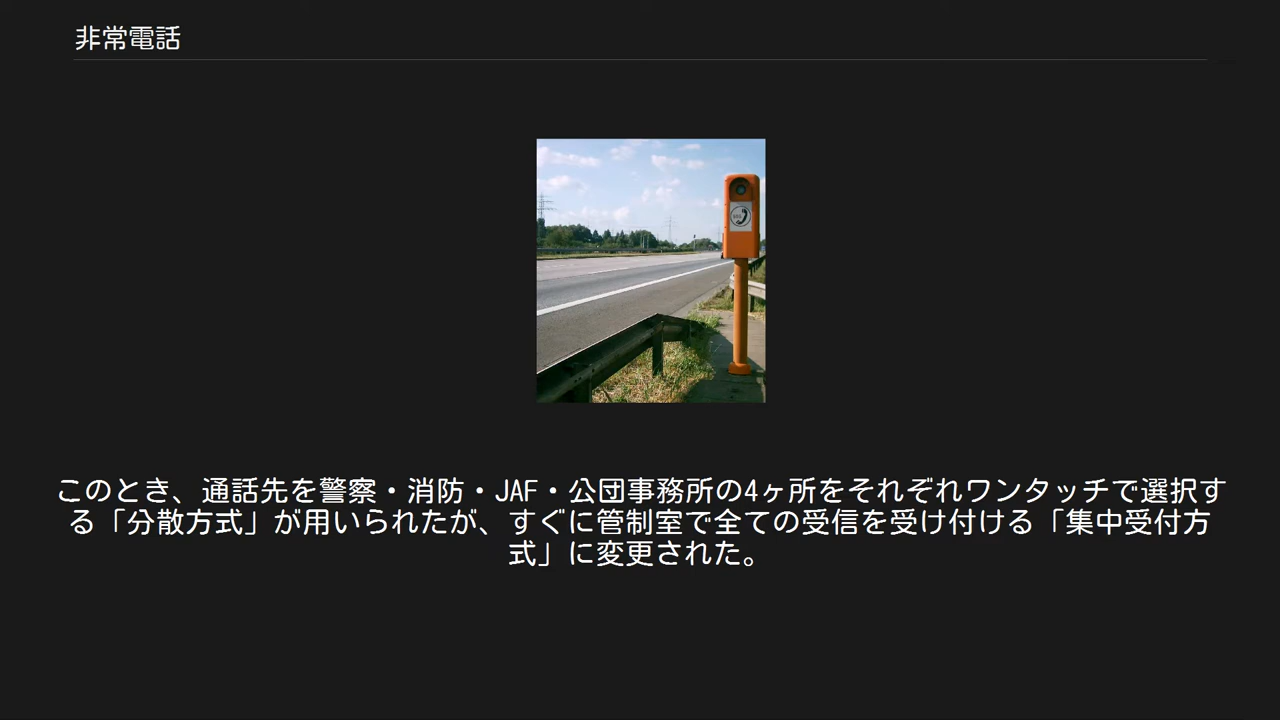 非常電話
このとき、通話先を警察・消防・JAF・公団事務所の4ヶ所をそれぞれワンタッチで選択す
る「分散方式」が用いられたが、すぐに管制室で全ての受信を受け付ける「集中受付方
式」に変更された。